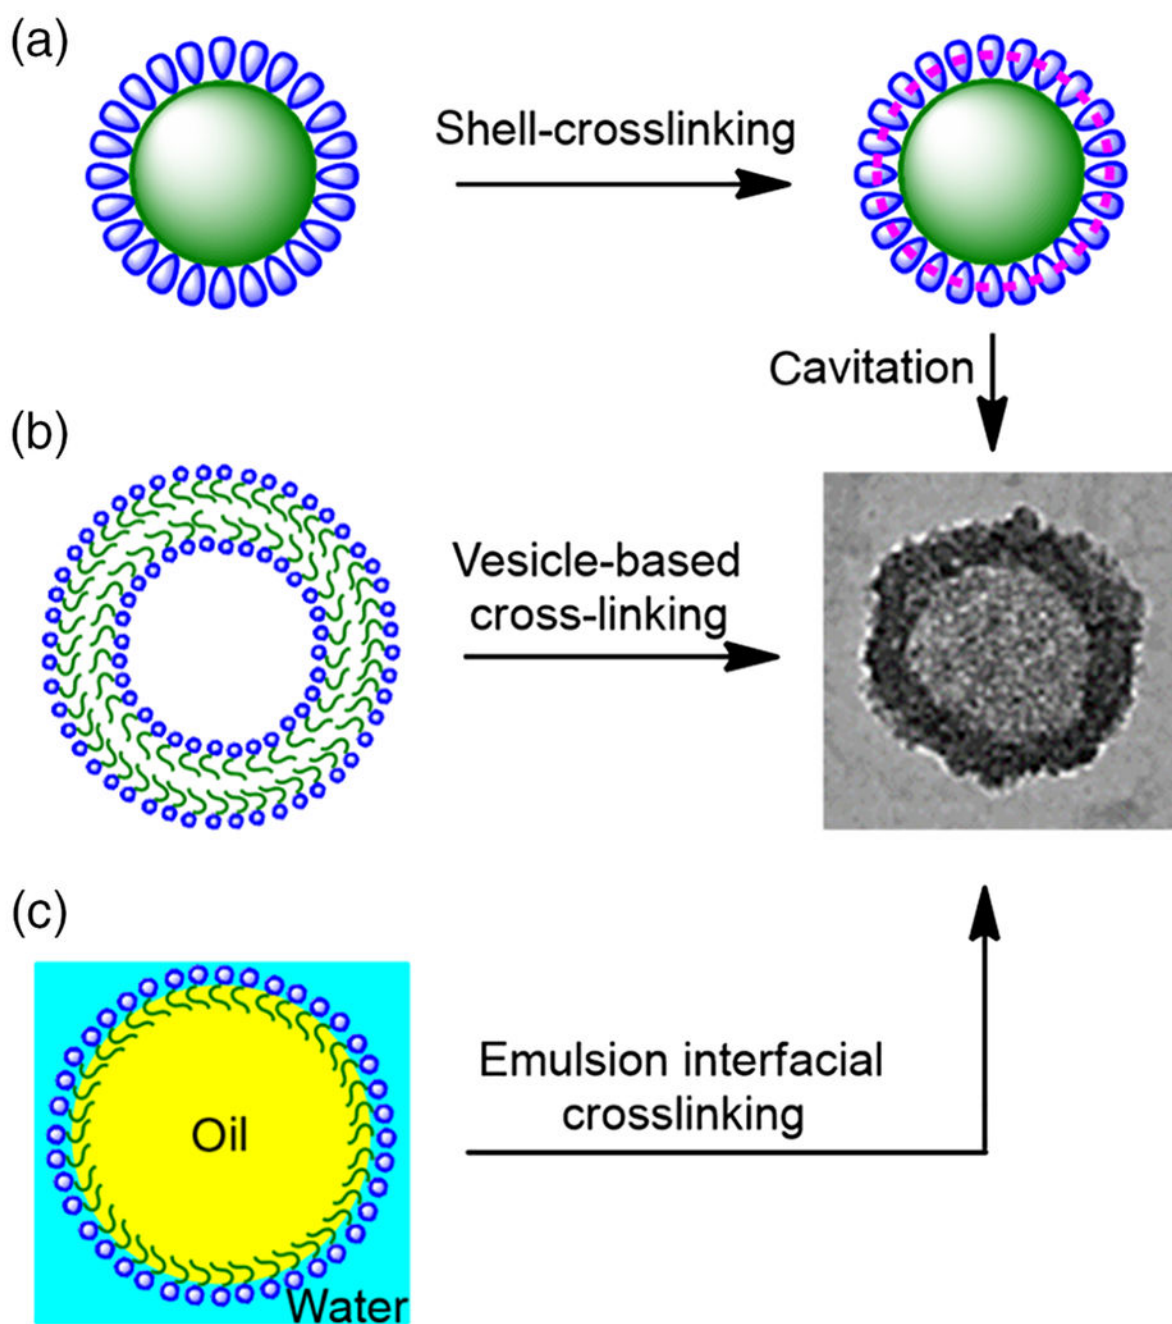 (a)
Shell-crosslinking
Cavitation
(b)
Vesicle-based
cross-linking
(c)
Oil
Emulsion interfacial
crosslinking
Water